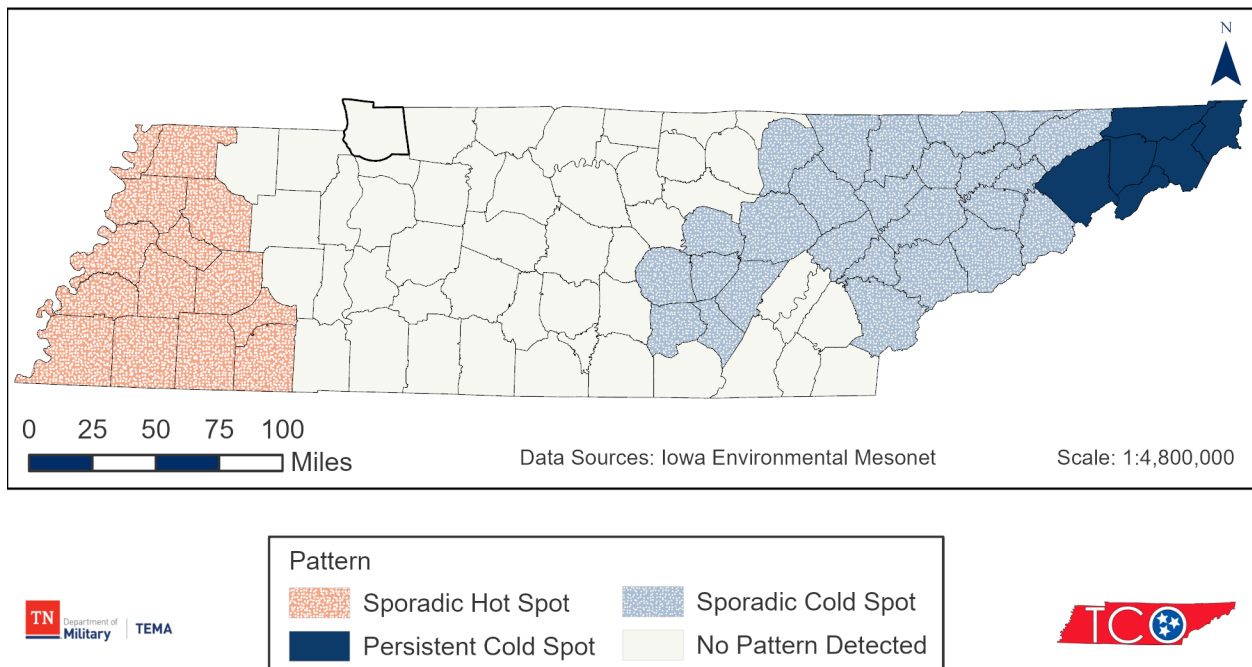 N
0 25 50 75 100
Miles
Data Sources: Iowa Environmental Mesonet
Scale: 1:4,800,000
Pattern
Sporadic Hot Spot
Sporadic Cold Spot
Persistent Cold Spot
No Pattern Detected
TN
Department of
Military
TEMA
TCO